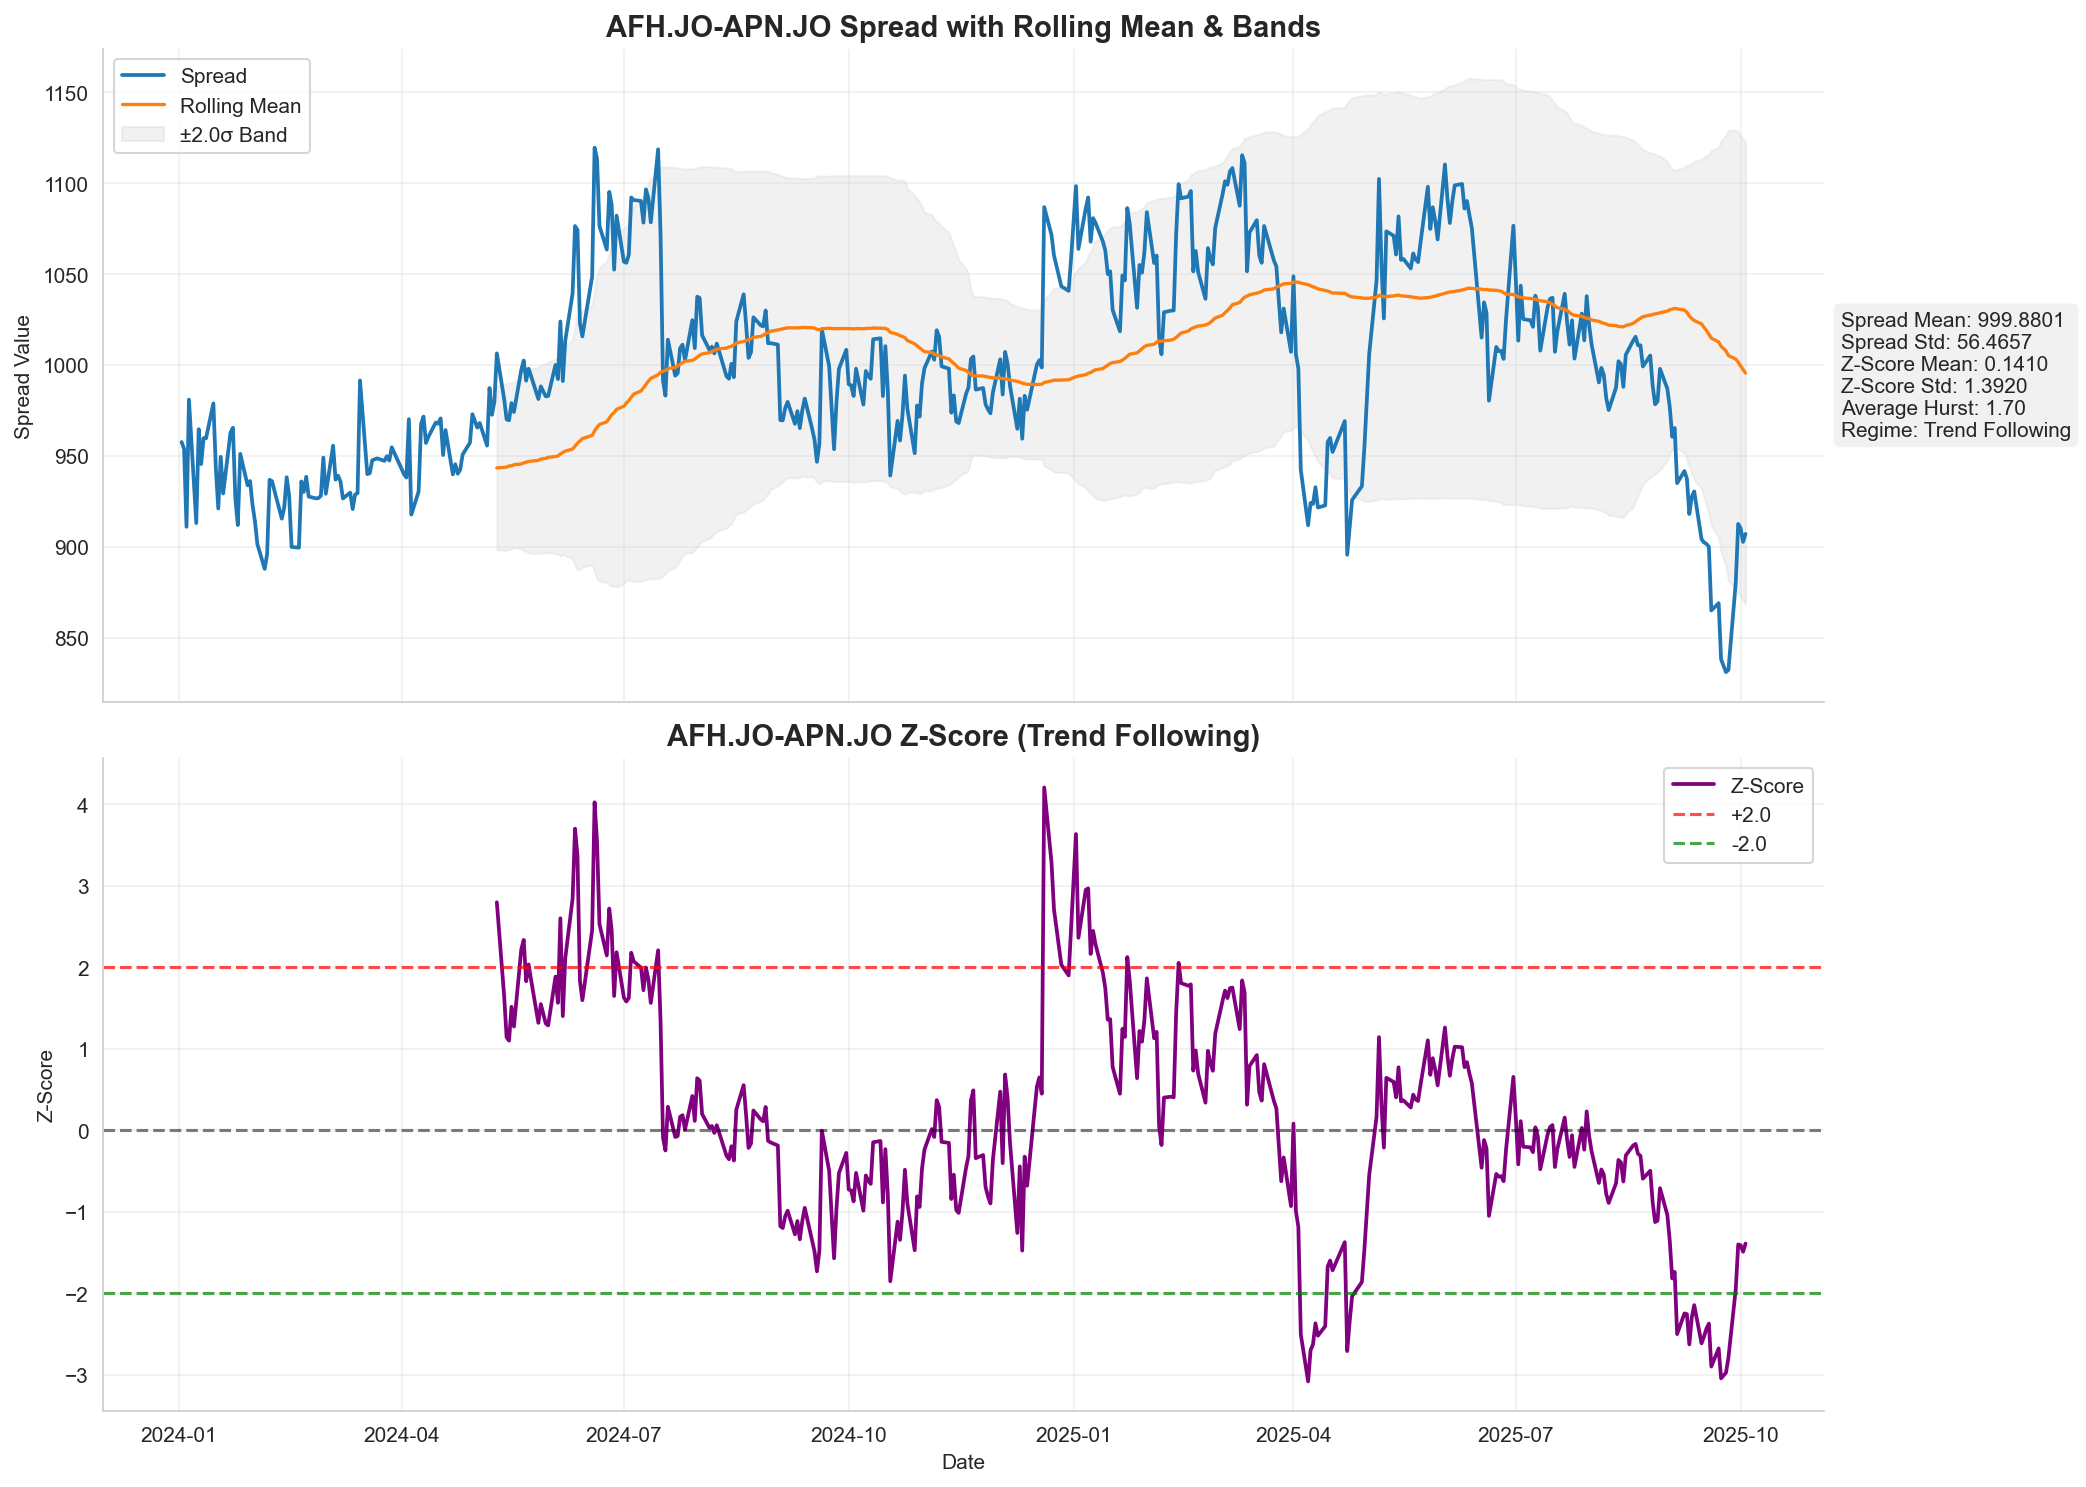 AFH.JO-APN.JO Spread with Rolling Mean & Bands
Spread
Rolling Mean
±2.0σ Band
1150
1100
1050
1000
950
900
850
Spread Value
Spread Mean: 999.8801
Spread Std: 56.4657
Z-Score Mean: 0.1410
Z-Score Std: 1.3920
Average Hurst: 1.70
Regime: Trend Following
AFH.JO-APN.JO Z-Score (Trend Following)
Z-Score
+2.0
-2.0
4
3
2
1
0
−1
−2
−3
Z-Score
2024-01 2024-04 2024-07 2024-10 2025-01 2025-04 2025-07 2025-10
Date